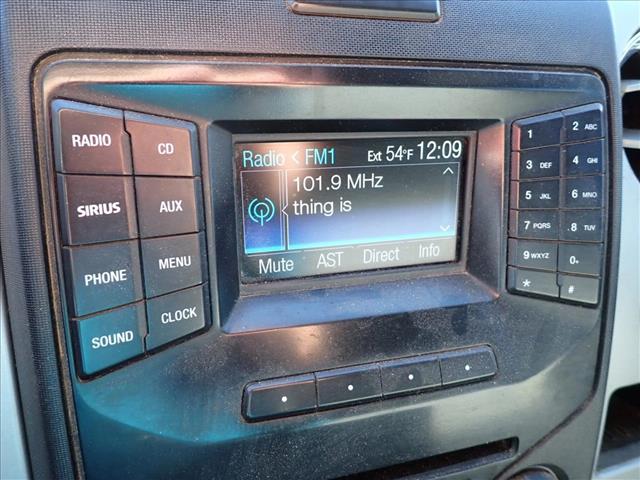 RADIO
CD
SIRIUS
AUX
PHONE
MENU
SOUND
CLOCK
Radio < FM1 Ext 54°F 12:09
101.9 MHz
thing is
Mute AST Direct Info
1 2 ABC
3 DEF 4 GHI
5 JKL 6 MNO
7 PQRS 8 TUV
9 WXYZ 0+
* #